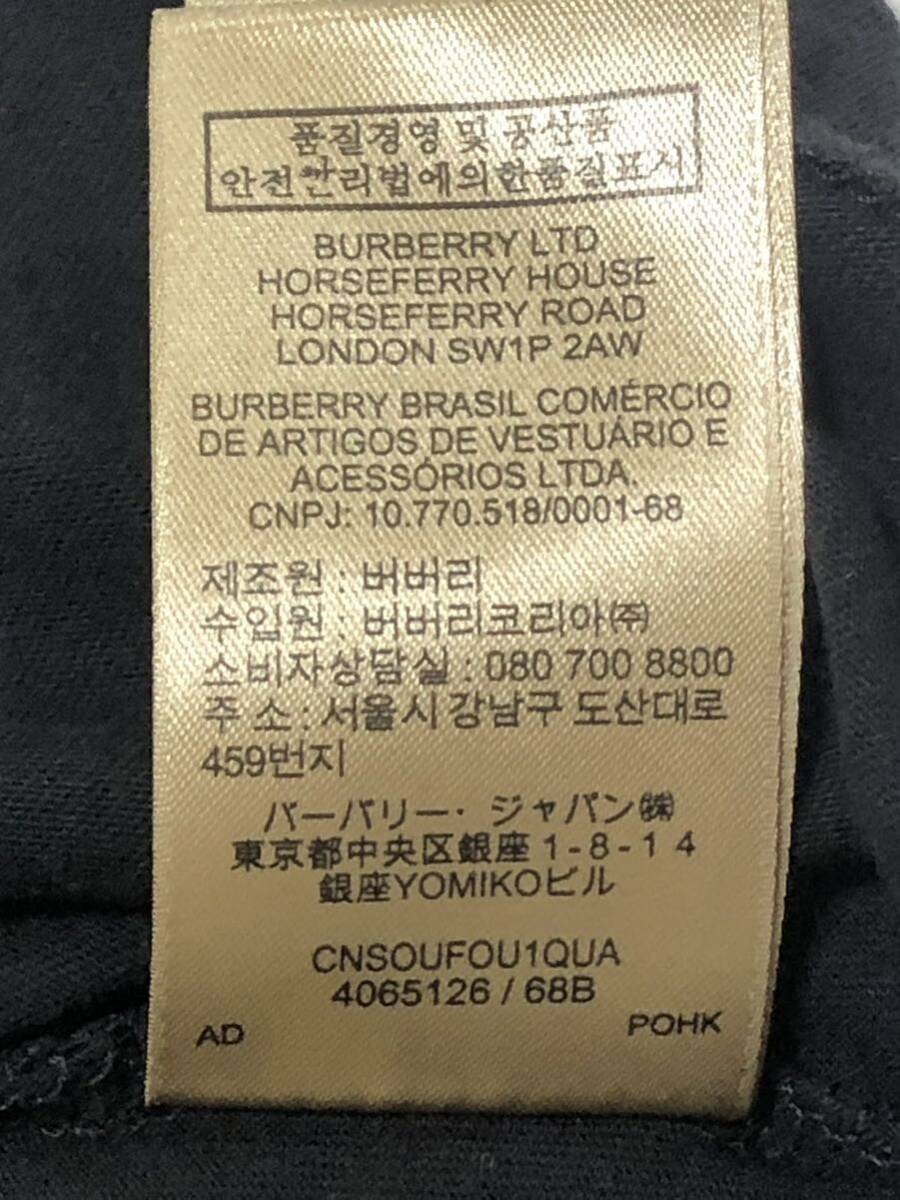 품질경영 및 공산품
안전관리법에의한품질표시
BURBERRY LTD
HORSEFERRY HOUSE
HORSEFERRY ROAD
LONDON SW1P 2AW
BURBERRY BRASIL COMÉRCIO
DE ARTIGOS DE VESTUÁRIO E
ACESSÓRIOS LTDA.
CNPJ: 10.770.518/0001-68
제조원 : 버버리
수입원 : 버버리코리아㈜
소비자상담실 : 080 700 8800
주 소 : 서울시 강남구 도산대로
459번지
バーバリー・ジャパン㈱
東京都中央区銀座 1-8-1 4
銀座YOMIKOビル
CNSOUFOU1QUA
4065126 / 68B
AD
POHK